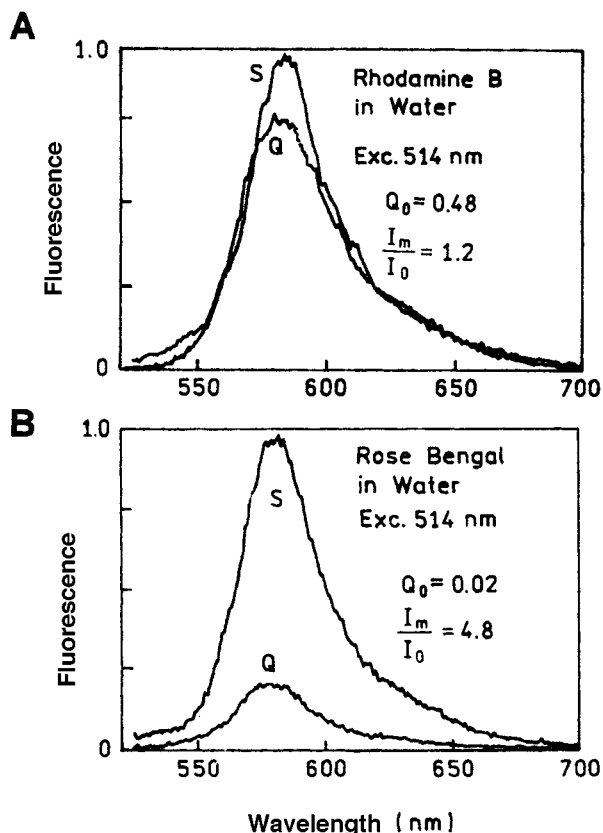 A
1.0
S
Q
Rhodamine B
in Water
Exc. 514 nm
Q₀ = 0.48
Iₘ
I₀
= 1.2
Fluorescence
0
550
600
650
700
B
1.0
S
Q
Rose Bengal
in Water
Exc. 514 nm
Q₀ = 0.02
Iₘ
I₀
= 4.8
Fluorescence
0
550
600
650
700
Wavelength (nm)